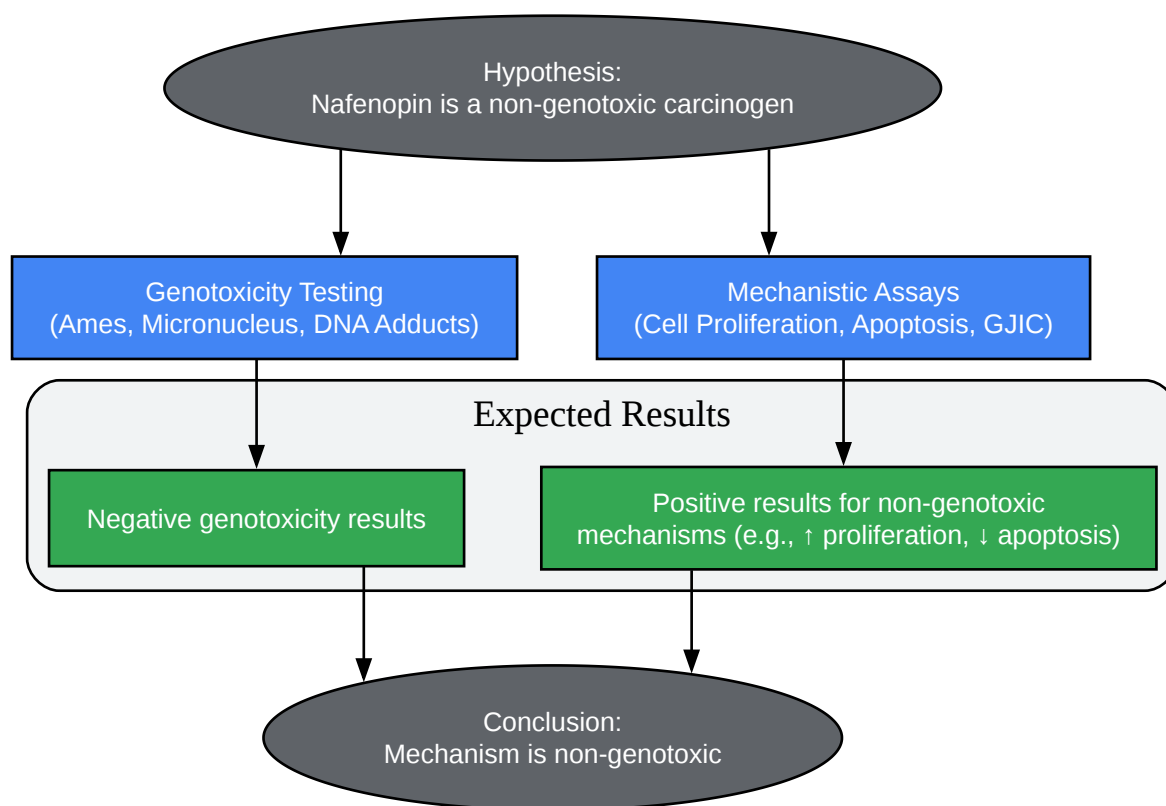 Hypothesis:
Nafenopin is a non-genotoxic carcinogen
Genotoxicity Testing
(Ames, Micronucleus, DNA Adducts)
Mechanistic Assays
(Cell Proliferation, Apoptosis, GJIC)
Expected Results
Negative genotoxicity results
Positive results for non-genotoxic
mechanisms (e.g., ↑ proliferation, ↓ apoptosis)
Conclusion:
Mechanism is non-genotoxic